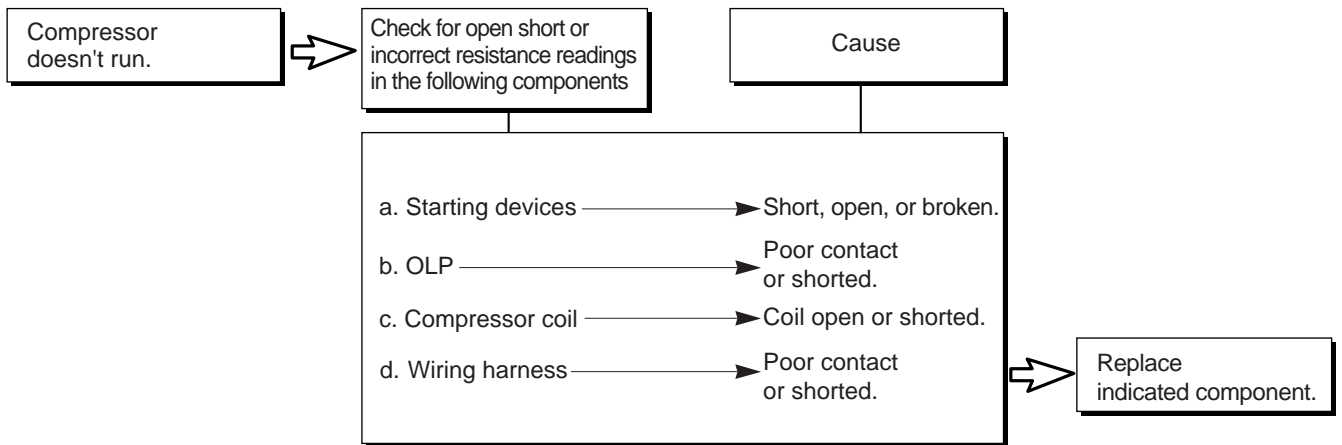 Compressor
doesn't run.
Check for open short or
incorrect resistance readings
in the following components
Cause
a. Starting devices
Short, open, or broken.
b. OLP
Poor contact
or shorted.
c. Compressor coil
Coil open or shorted.
d. Wiring harness
Poor contact
or shorted.
Replace
indicated component.